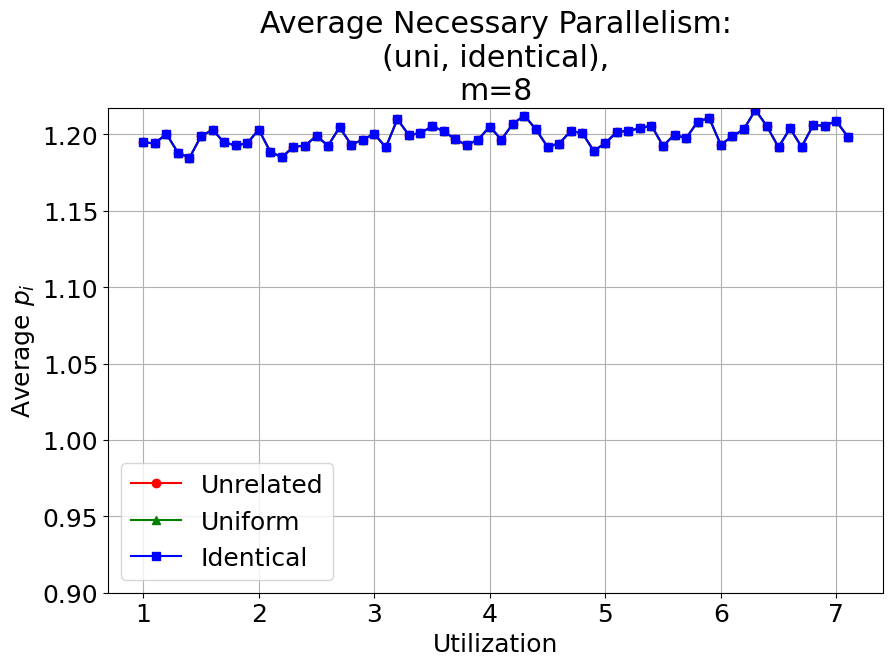 Average Necessary Parallelism:
(uni, identical),
m=8
Average p_i
1.20
1.15
1.10
1.05
1.00
0.95
0.90
Unrelated
Uniform
Identical
1 2 3 4 5 6 7
Utilization